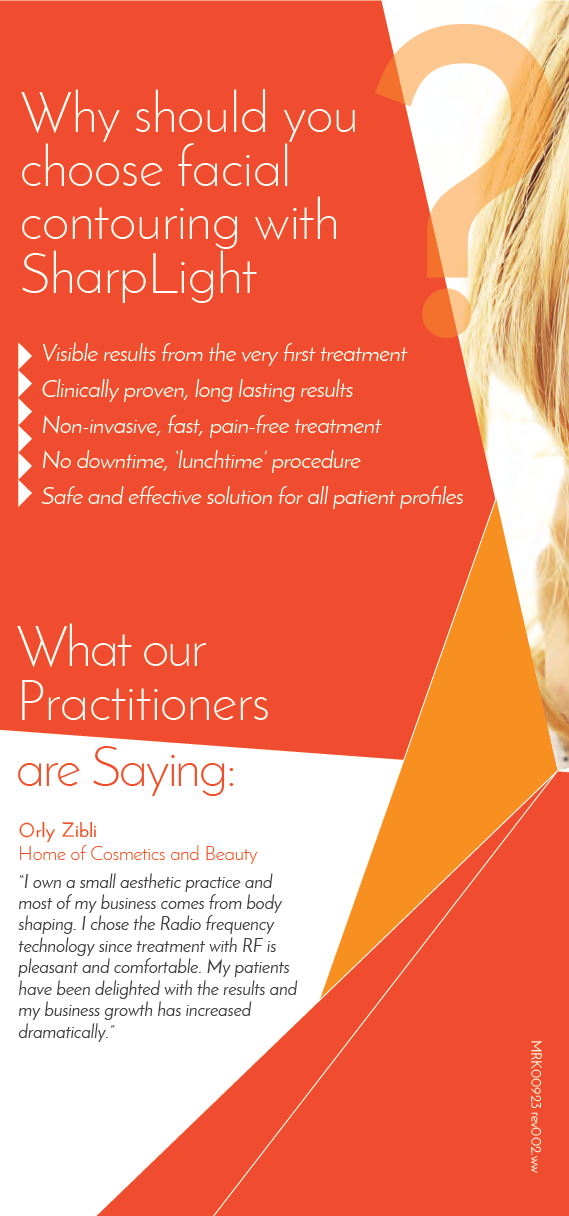 Why should you
choose facial
contouring with
SharpLight
?
Visible results from the very first treatment
Clinically proven, long lasting results
Non-invasive, fast, pain-free treatment
No downtime, ‘lunchtime’ procedure
Safe and effective solution for all patient profiles
What our
Practitioners
are Saying:
Orly Zibli
Home of Cosmetics and Beauty
“I own a small aesthetic practice and
most of my business comes from body
shaping. I chose the Radio frequency
technology since treatment with RF is
pleasant and comfortable. My patients
have been delighted with the results and
my business growth has increased
dramatically.”
MRK00923 rev002.ww